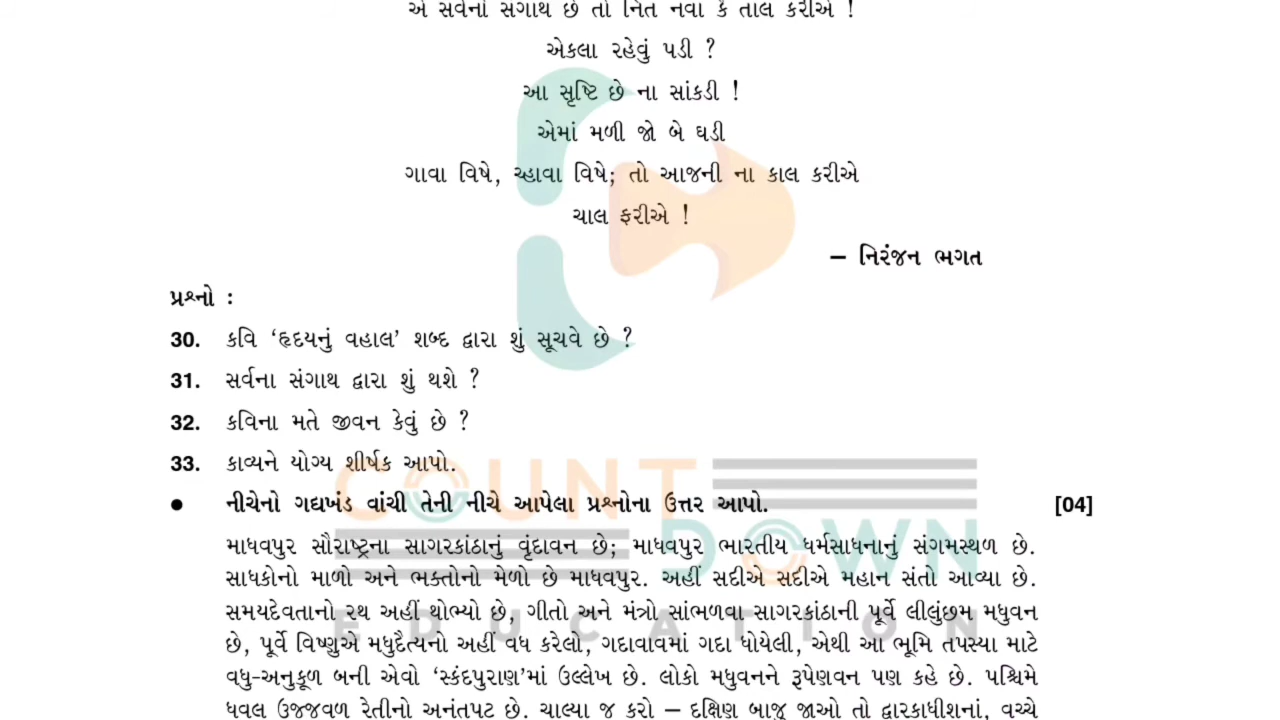 એ સર્વનો સંગાથ છે તો નિત નવા કે તાલ કરીએ !
એકલા રહેવું પડી ?
આ સૃષ્ટિ છે ના સાંકડી !
એમાં મળી જો બે ઘડી
ગાવા વિષે, ચ્હાવા વિષે; તો આજની ના કાલ કરીએ
ચાલ ફરીએ !
– નિરંજન ભગત
પ્રશ્નો :
30. કવિ ‘હૃદયનું વહાલ’ શબ્દ દ્વારા શું સૂચવે છે ?
31. સર્વના સંગાથ દ્વારા શું થશે ?
32. કવિના મતે જીવન કેવું છે ?
33. કાવ્યને યોગ્ય શીર્ષક આપો.
COUNT
● નીચેનો ગદ્યખંડ વાંચી તેની નીચે આપેલા પ્રશ્નોના ઉત્તર આપો. [04]
DOWN
માધવપુર સૌરાષ્ટ્રના સાગરકાંઠાનું વૃંદાવન છે; માધવપુર ભારતીય ધર્મસાધનાનું સંગમસ્થળ છે.
સાધકોનો માળો અને ભક્તોનો મેળો છે માધવપુર. અહીં સદીએ સદીએ મહાન સંતો આવ્યા છે.
સમયદેવતાનો રથ અહીં થોભ્યો છે, ગીતો અને મંત્રો સાંભળવા સાગરકાંઠાની પૂર્વે લીલુંછમ મધુવન
EDUCATION
છે, પૂર્વે વિષ્ણુએ મધુદૈત્યનો અહીં વધ કરેલો, ગદાવાવમાં ગદા ધોયેલી, એથી આ ભૂમિ તપસ્યા માટે
વધુ-અનુકૂળ બની એવો ‘સ્કંદપુરાણ’માં ઉલ્લેખ છે. લોકો મધુવનને રૂપેણવન પણ કહે છે. પશ્ચિમે
ધવલ ઉજ્જવળ રેતીનો અનંતપટ છે. ચાલ્યા જ કરો – દક્ષિણ બાજુ જાઓ તો દ્વારકાધીશનાં, વચ્ચે